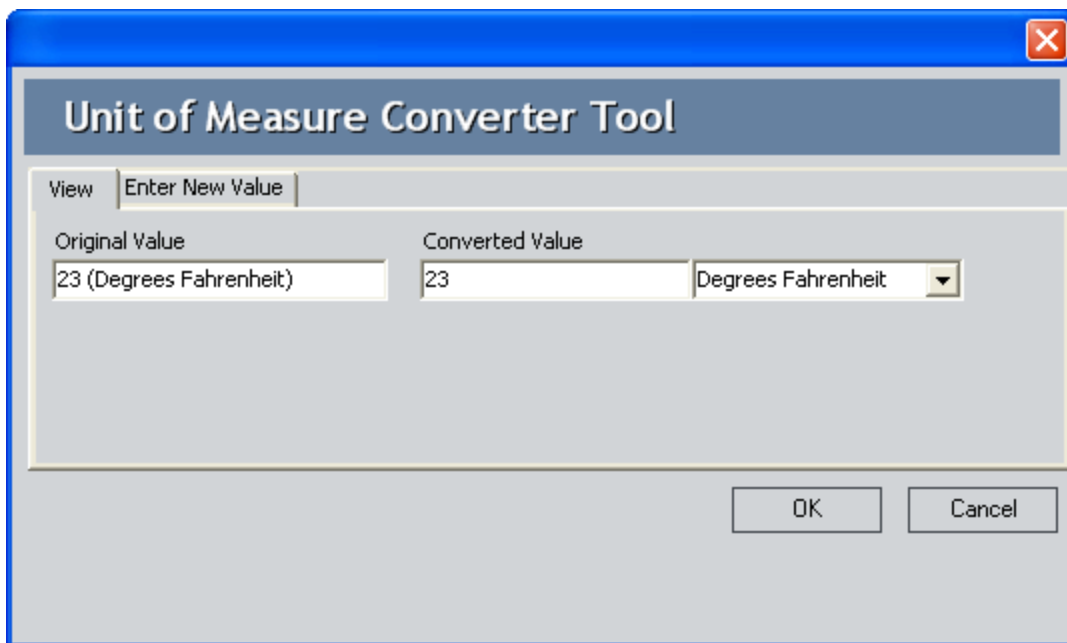 Unit of Measure Converter Tool
View Enter New Value
Original Value Converted Value
23 (Degrees Fahrenheit) 23 Degrees Fahrenheit
OK Cancel